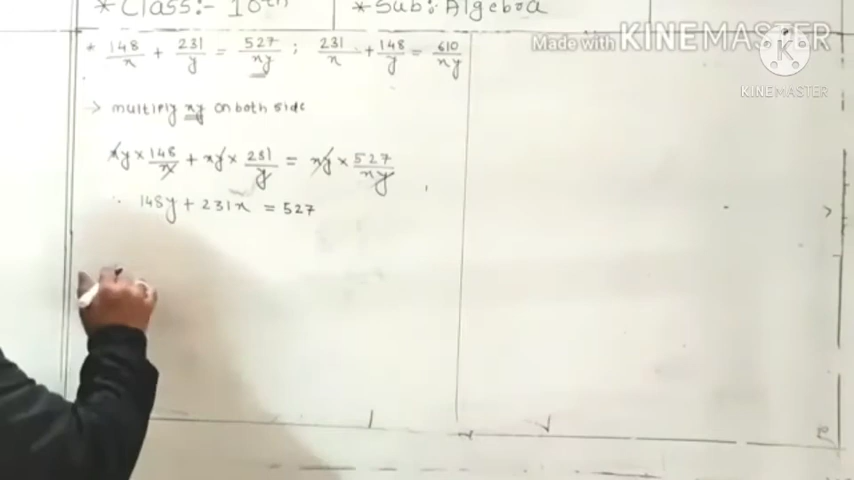 * Class:- 10th
* Sub: Algebra
* 148/x + 231/y = 527/xy ; 231/x + 148/y = 610/xy
→ multiply xy on both side
xy × 148/x + xy × 231/y = xy × 527/xy
∴ 148y + 231x = 527
Made with KINEMASTER
KINEMASTER